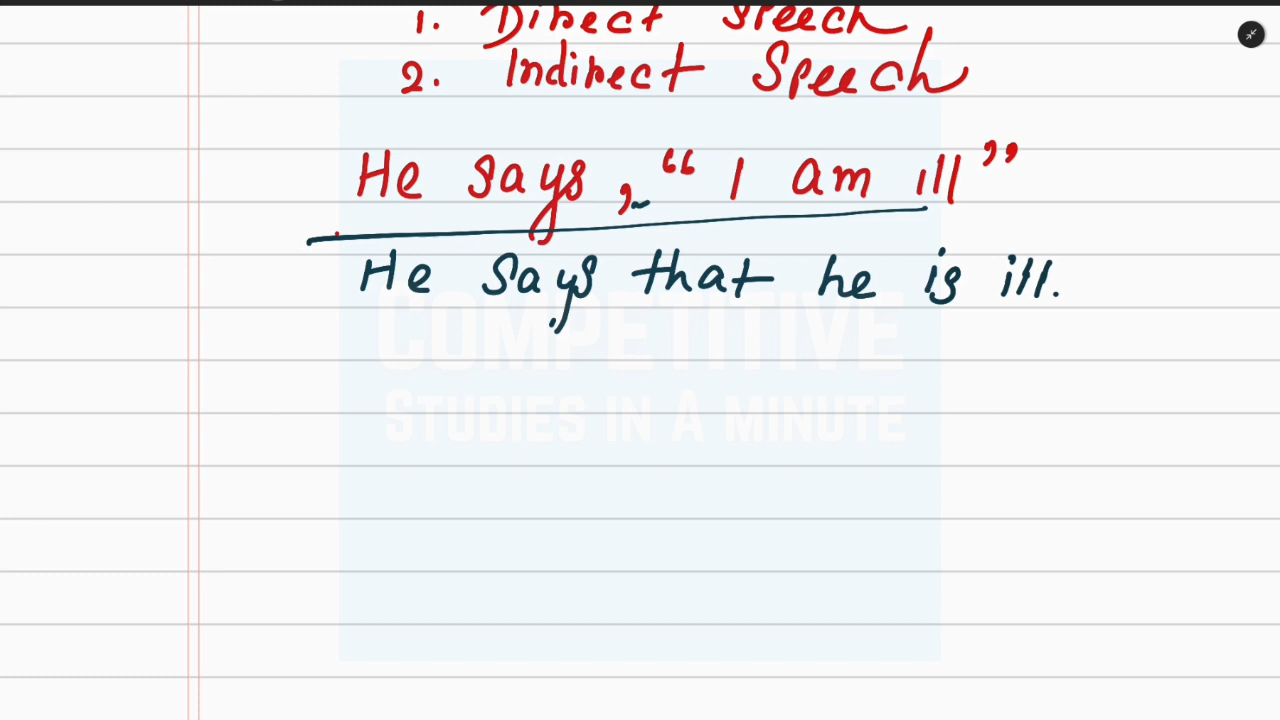 1. Direct Speech
2. Indirect Speech
He says, “ I am ill ”
He says that he is ill.
COMPETITIVE
STUDIES IN A MINUTE